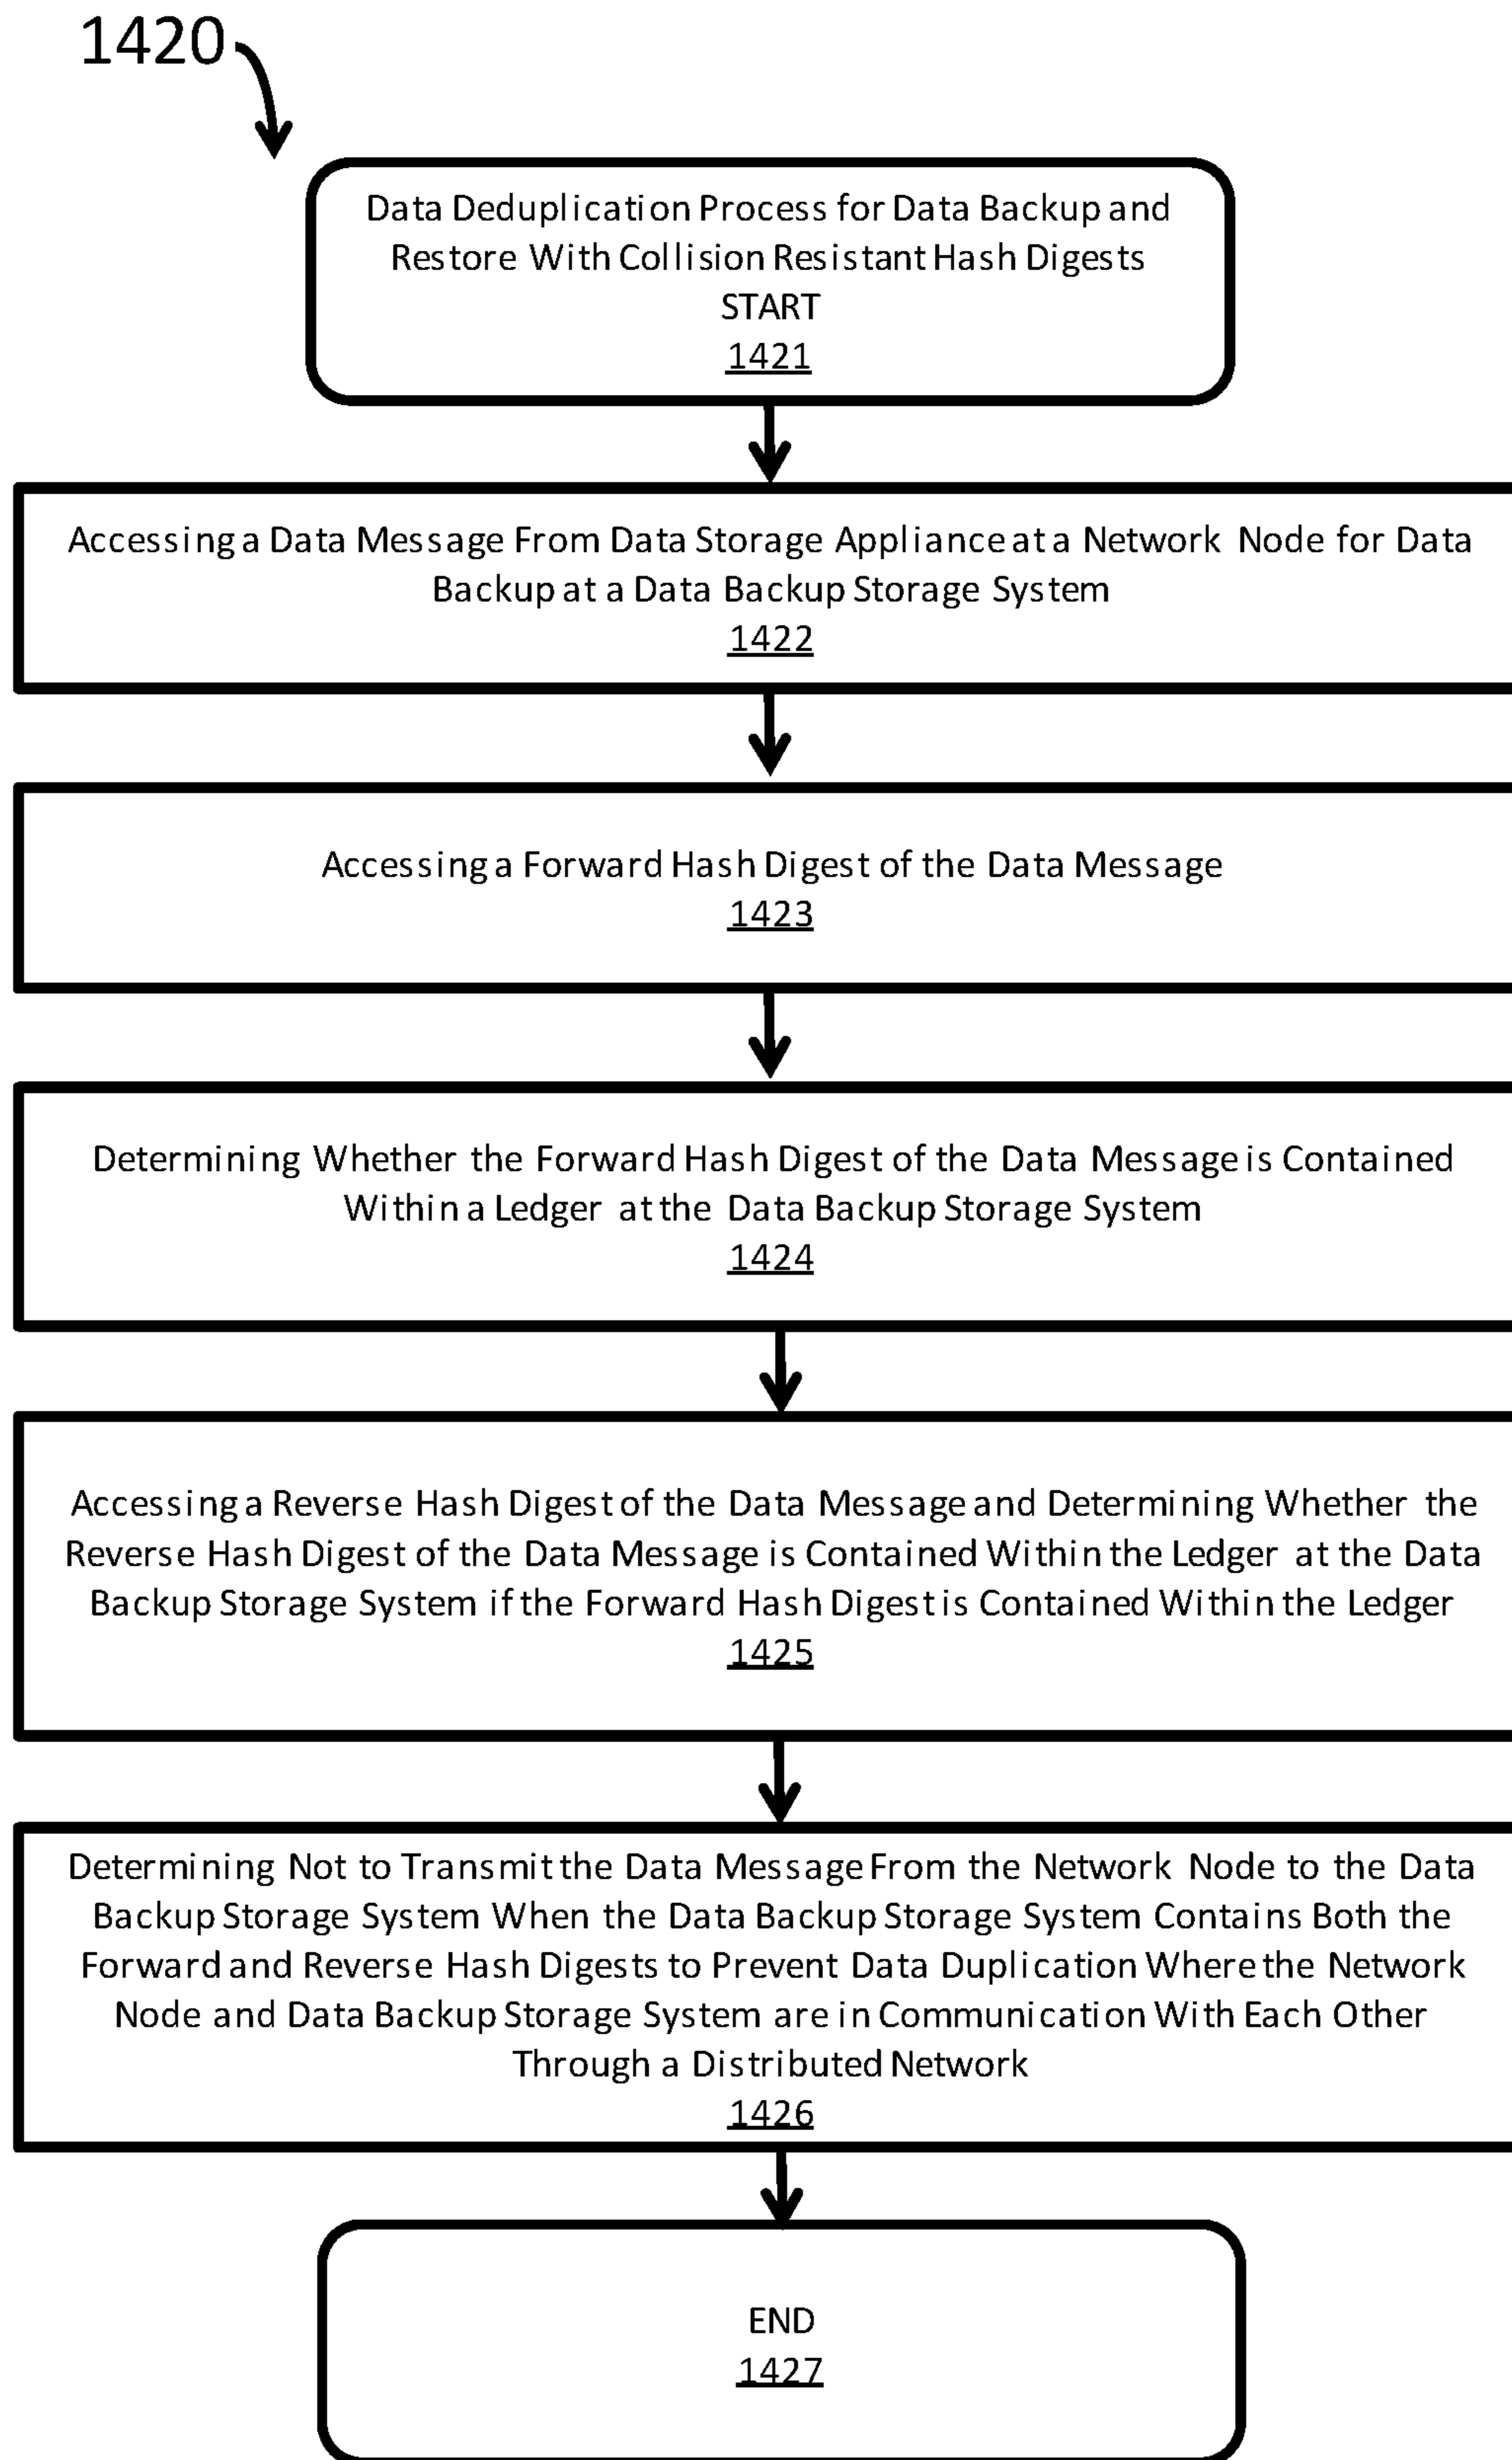 1420
Data Deduplication Process for Data Backup and
Restore With Collision Resistant Hash Digests
START
1421
Accessing a Data Message From Data Storage Appliance at a Network Node for Data
Backup at a Data Backup Storage System
1422
Accessing a Forward Hash Digest of the Data Message
1423
Determining Whether the Forward Hash Digest of the Data Message is Contained
Within a Ledger at the Data Backup Storage System
1424
Accessing a Reverse Hash Digest of the Data Message and Determining Whether the
Reverse Hash Digest of the Data Message is Contained Within the Ledger at the Data
Backup Storage System if the Forward Hash Digest is Contained Within the Ledger
1425
Determining Not to Transmit the Data Message From the Network Node to the Data
Backup Storage System When the Data Backup Storage System Contains Both the
Forward and Reverse Hash Digests to Prevent Data Duplication Where the Network
Node and Data Backup Storage System are in Communication With Each Other
Through a Distributed Network
1426
END
1427